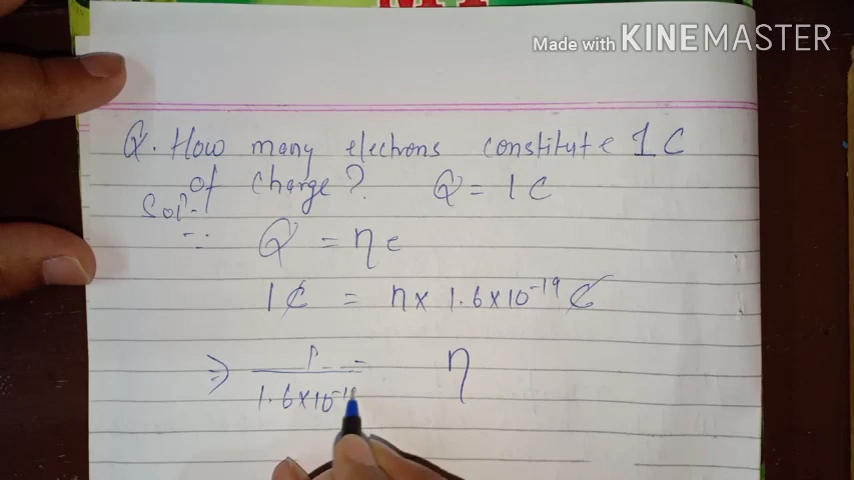 Made with KINEMASTER
Q. How many electrons constitute 1 C
of charge? Q = 1 C
Sol.-
∵ Q = ne
1 C = n × 1.6×10⁻¹⁹ C
⇒ 1 / 1.6×10⁻¹⁹ = n